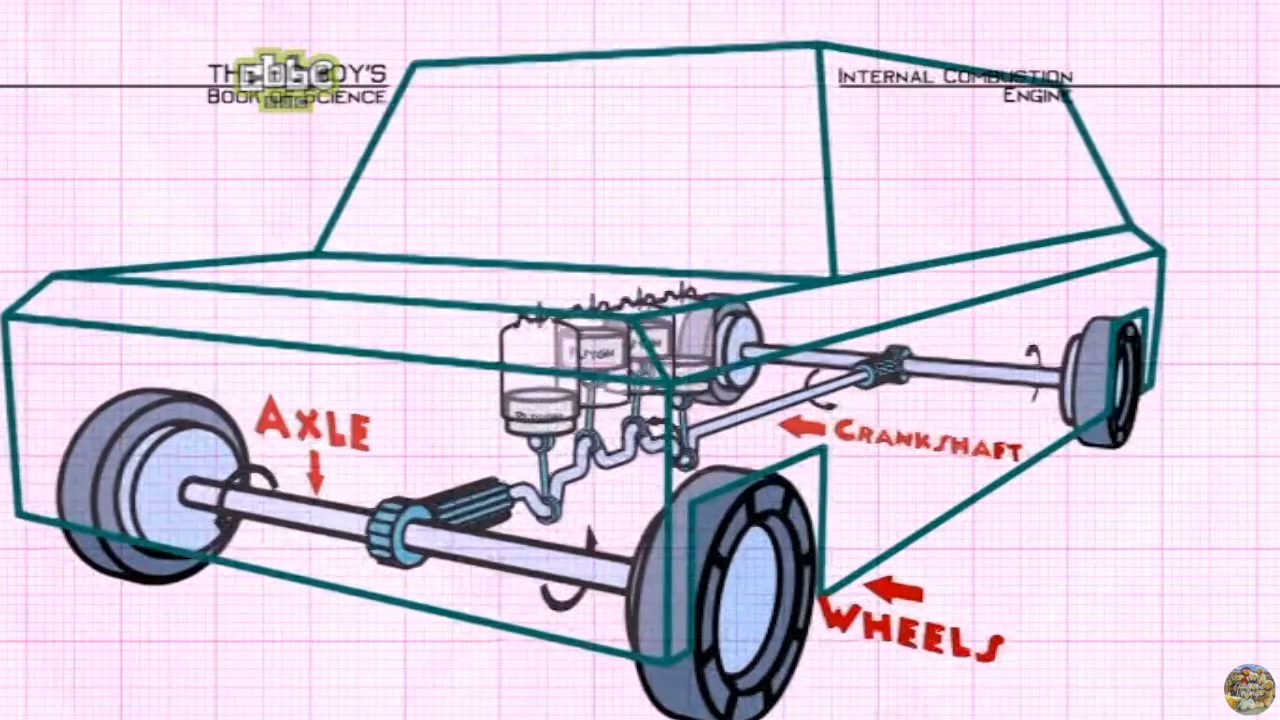 BOOK OF SCIENCE
INTERNAL COMBUSTION
ENGINE
AXLE
CRANKSHAFT
WHEELS